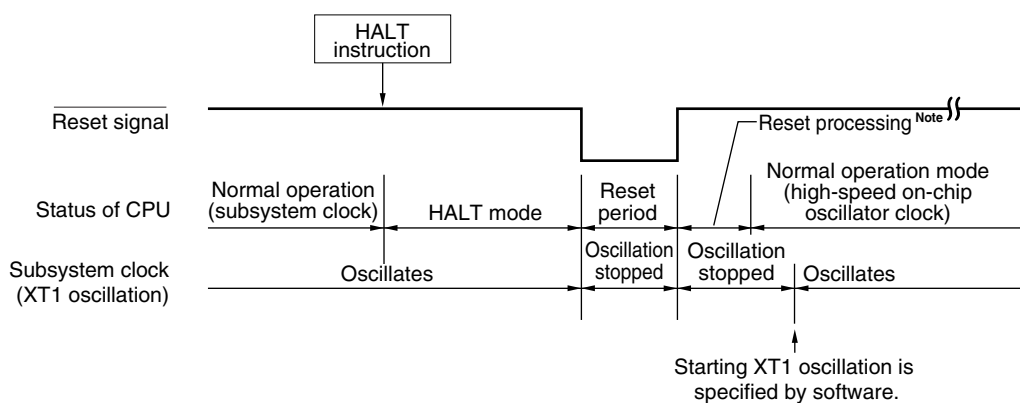 HALT
instruction
Reset signal
Reset processing Note
Status of CPU
Normal operation
(subsystem clock)
HALT mode
Reset
period
Normal operation mode
(high-speed on-chip
oscillator clock)
Subsystem clock
(XT1 oscillation)
Oscillates
Oscillation
stopped
Oscillation
stopped
Oscillates
Starting XT1 oscillation is
specified by software.